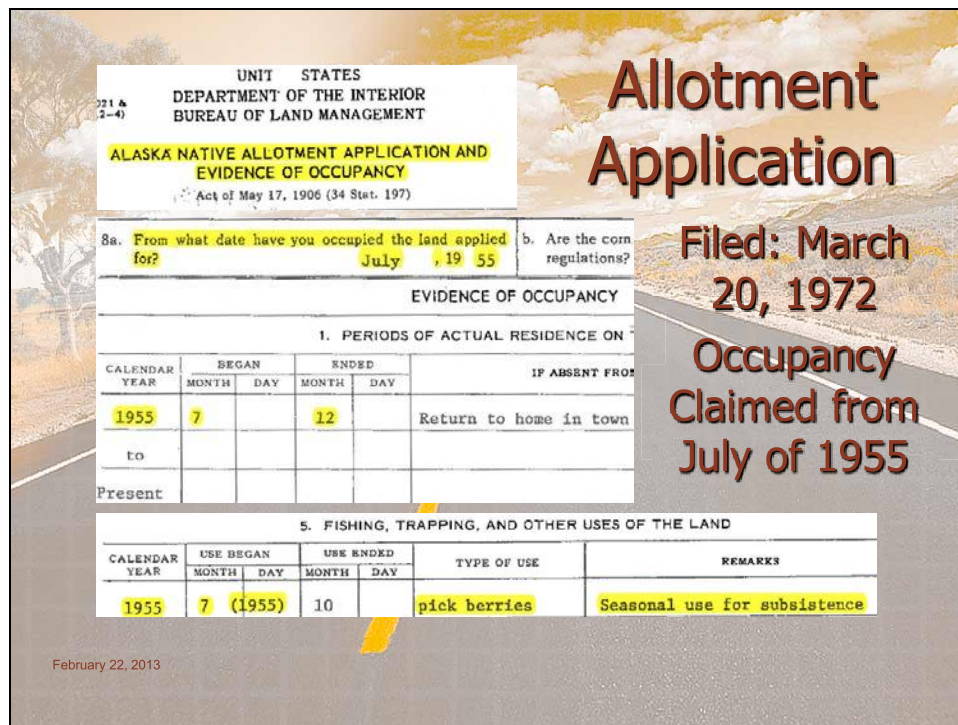 Allotment
Application
Filed: March
20, 1972
Occupancy
Claimed from
July of 1955
UNIT STATES
DEPARTMENT OF THE INTERIOR
BUREAU OF LAND MANAGEMENT
021 &
2-4)
ALASKA NATIVE ALLOTMENT APPLICATION AND
EVIDENCE OF OCCUPANCY
Act of May 17, 1906 (34 Stat. 197)
8a. From what date have you occupied the land applied
for? July , 19 55
b. Are the corn
regulations?
EVIDENCE OF OCCUPANCY
1. PERIODS OF ACTUAL RESIDENCE ON
CALENDAR YEAR BEGAN ENDED IF ABSENT FROM
MONTH DAY MONTH DAY
1955 7 12 Return to home in town
to
Present
5. FISHING, TRAPPING, AND OTHER USES OF THE LAND
CALENDAR YEAR USE BEGAN USE ENDED TYPE OF USE REMARKS
MONTH DAY MONTH DAY
1955 7 (1955) 10 pick berries Seasonal use for subsistence
February 22, 2013